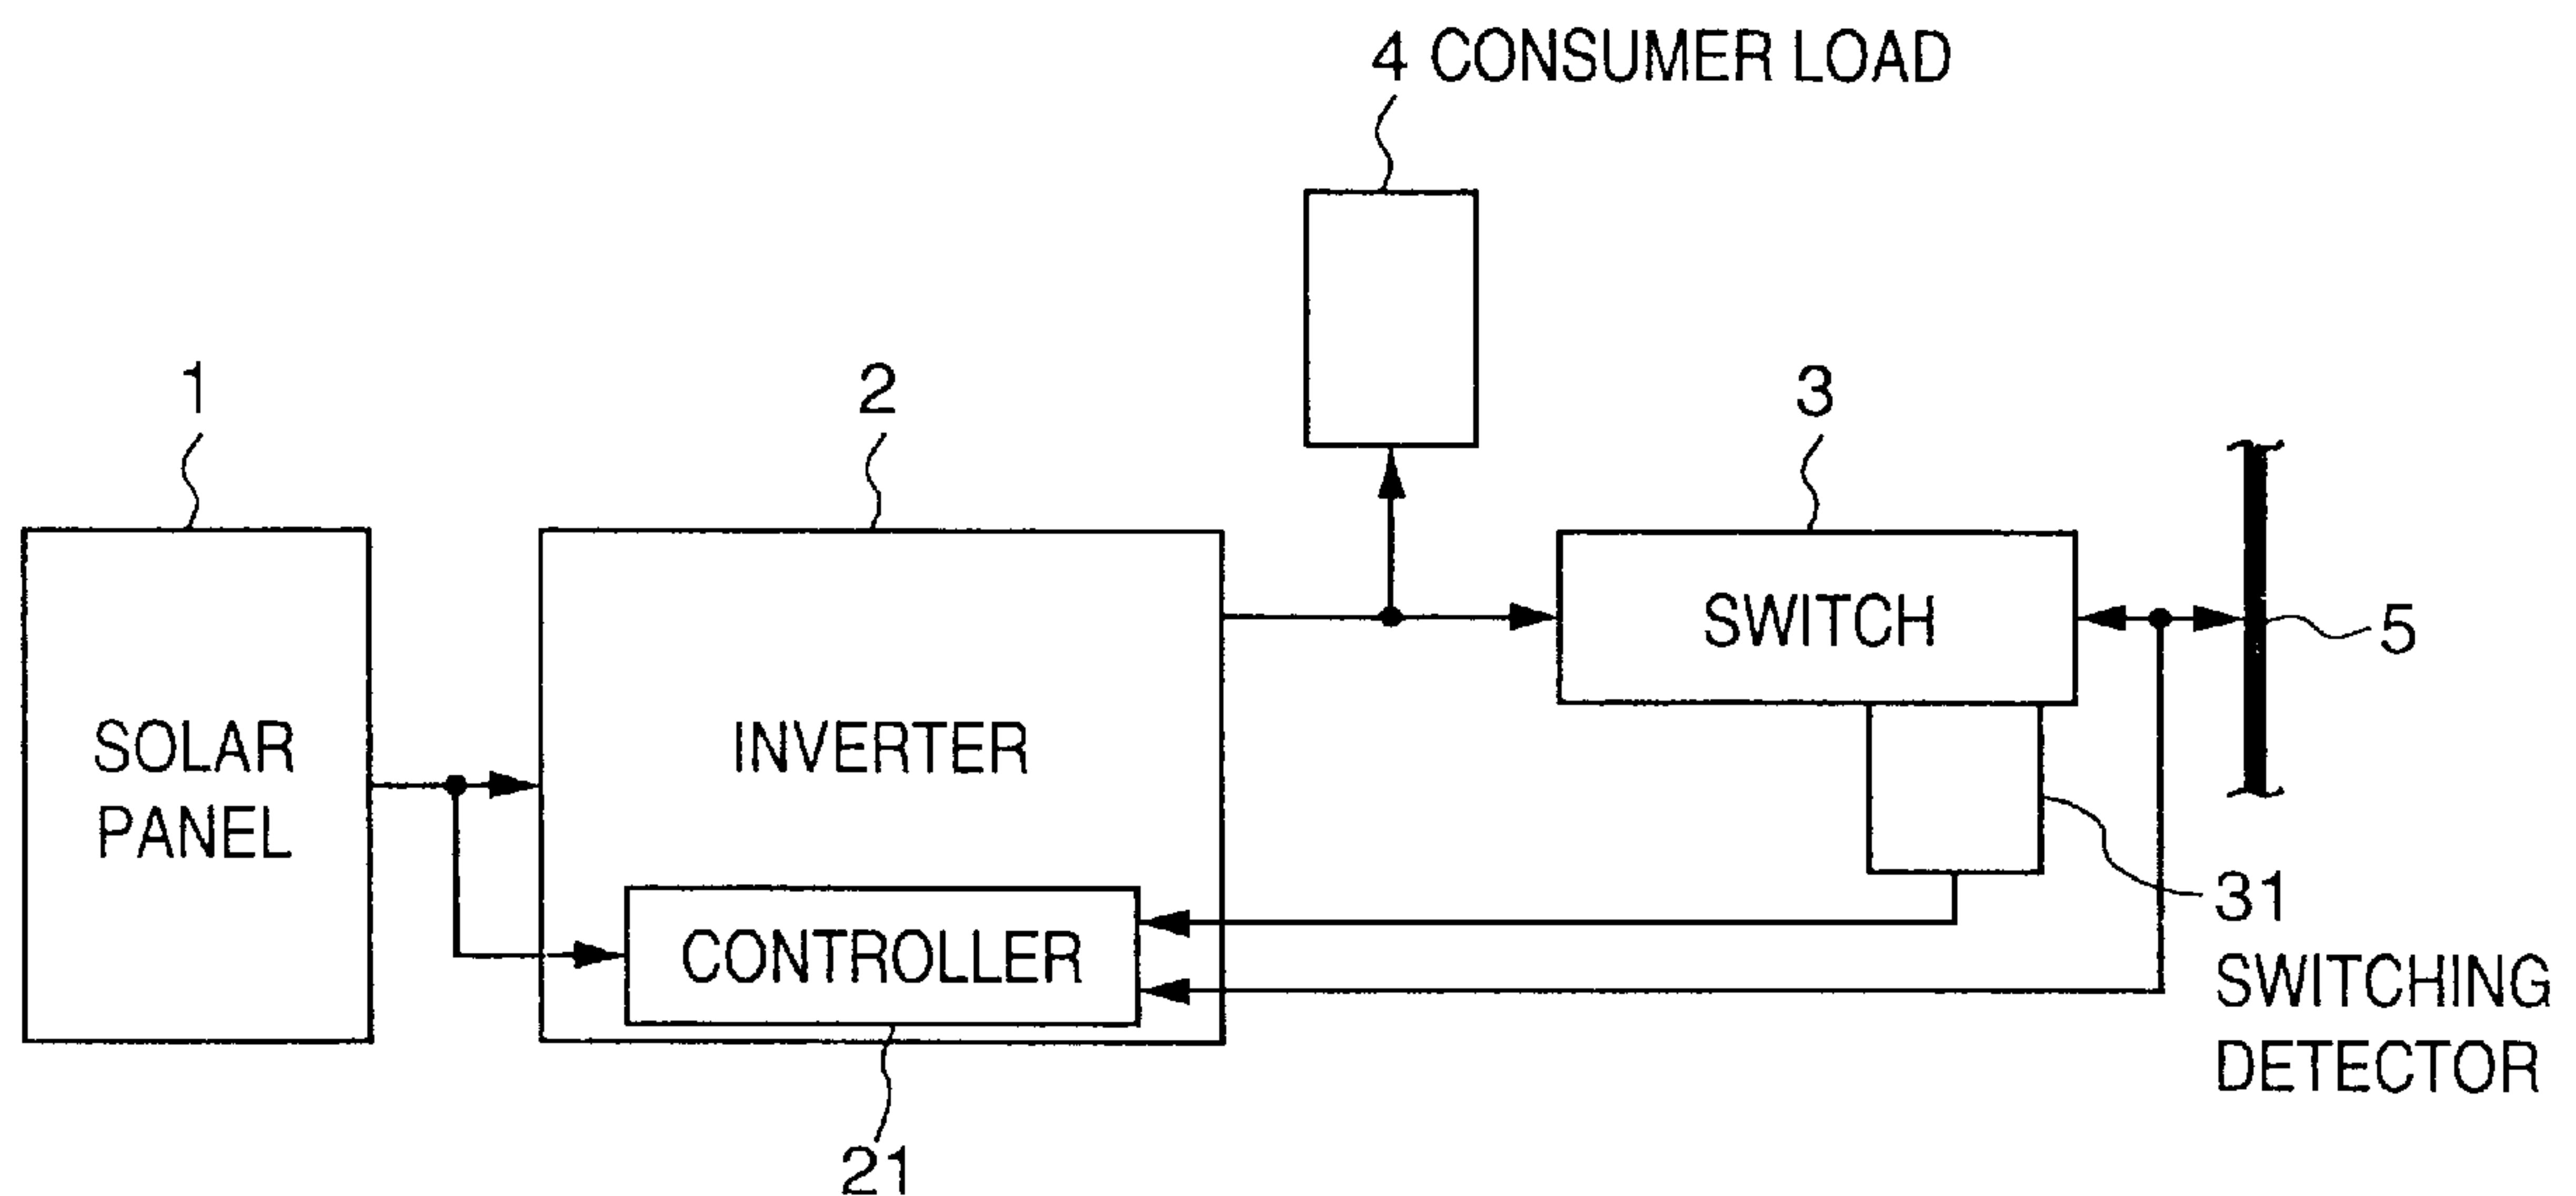 4 CONSUMER LOAD
1
2
3
SOLAR
PANEL
INVERTER
SWITCH
5
CONTROLLER
31
SWITCHING
DETECTOR
21